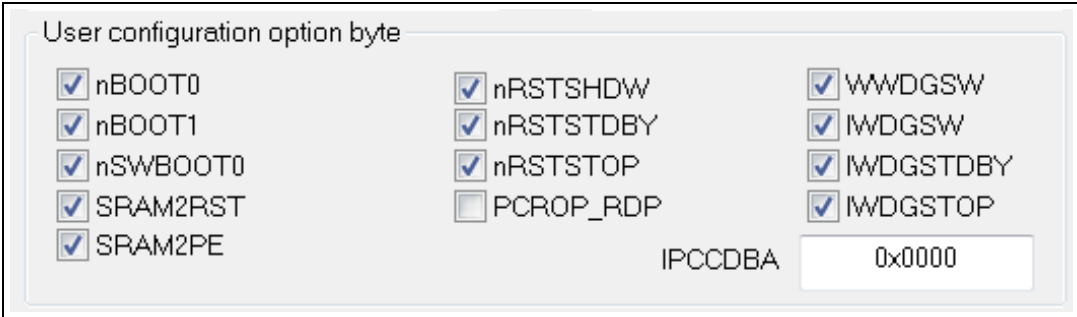 User configuration option byte
nBOOT0
nBOOT1
nSWBOOT0
SRAM2RST
SRAM2PE
nRSTSHDW
nRSTSTDBY
nRSTSTOP
PCROP_RDP
WWDGSW
IWDGSW
IWDGSTDBY
IWDGSTOP
IPCCDBA 0x0000